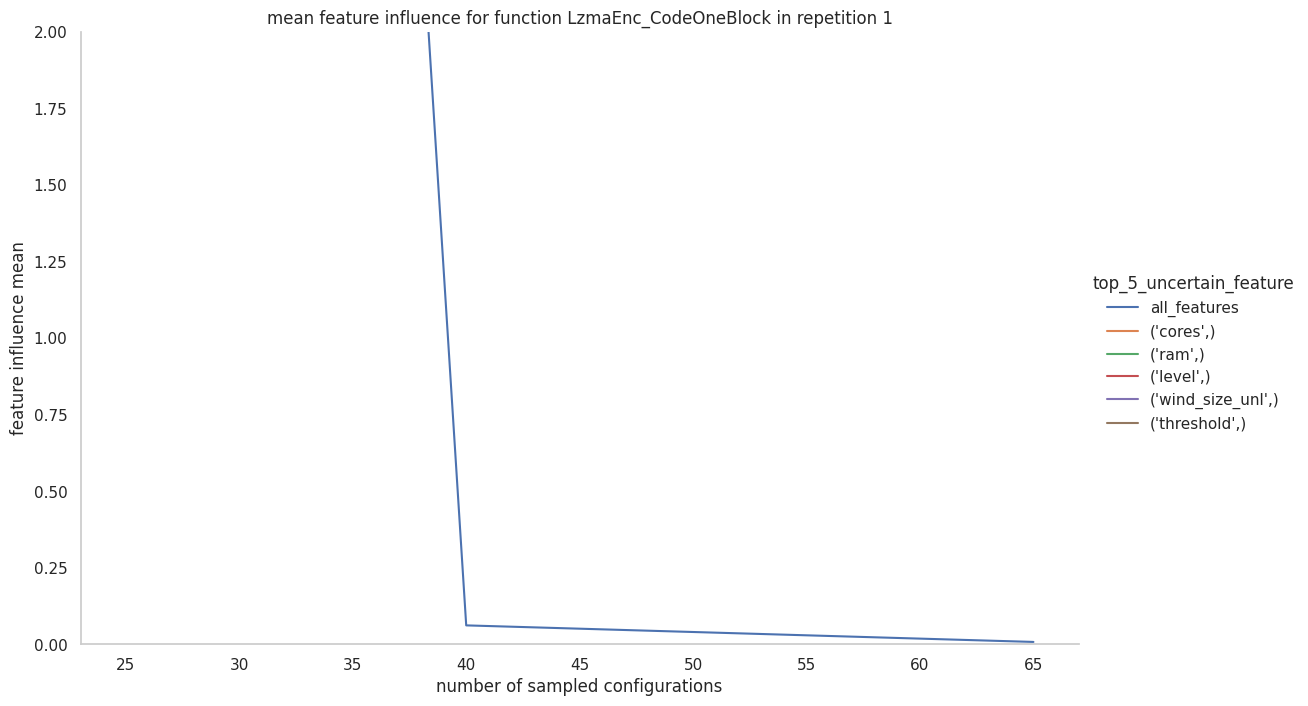 mean feature influence for function LzmaEnc_CodeOneBlock in repetition 1
2.00
1.75
1.50
1.25
1.00
0.75
0.50
0.25
0.00
feature influence mean
25 30 35 40 45 50 55 60 65
number of sampled configurations
top_5_uncertain_feature
all_features
('cores',)
('ram',)
('level',)
('wind_size_unl',)
('threshold',)